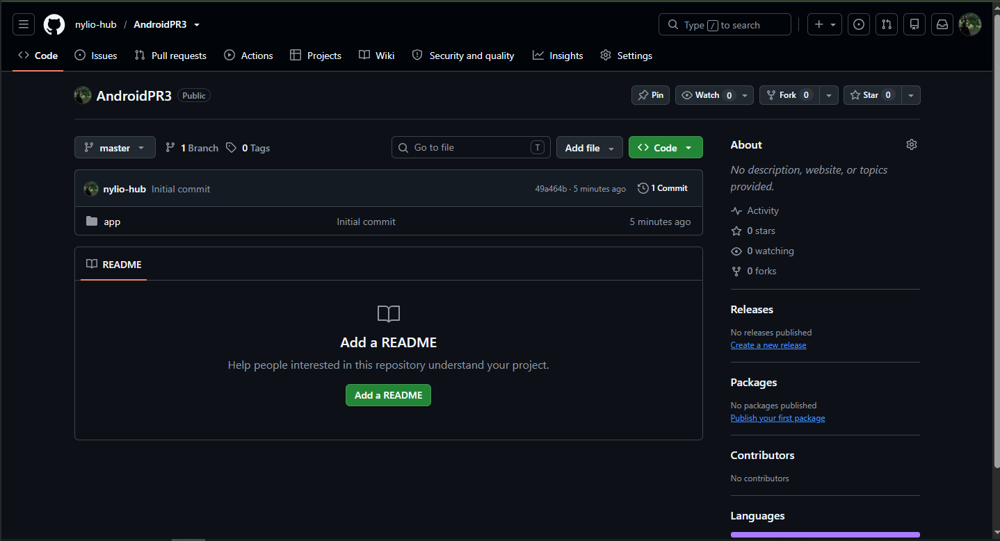 nylio-hub / AndroidPR3
Type / to search
Code Issues Pull requests Actions Projects Wiki Security and quality Insights Settings
AndroidPR3 Public
Pin Watch 0 Fork 0 Star 0
master 1 Branch 0 Tags Go to file T Add file Code
nylio-hub Initial commit 49a464b · 5 minutes ago 1 Commit
app Initial commit 5 minutes ago
README
Add a README
Help people interested in this repository understand your project.
Add a README
About
No description, website, or topics
provided.
Activity
0 stars
0 watching
0 forks
Releases
No releases published
Create a new release
Packages
No packages published
Publish your first package
Contributors
No contributors
Languages